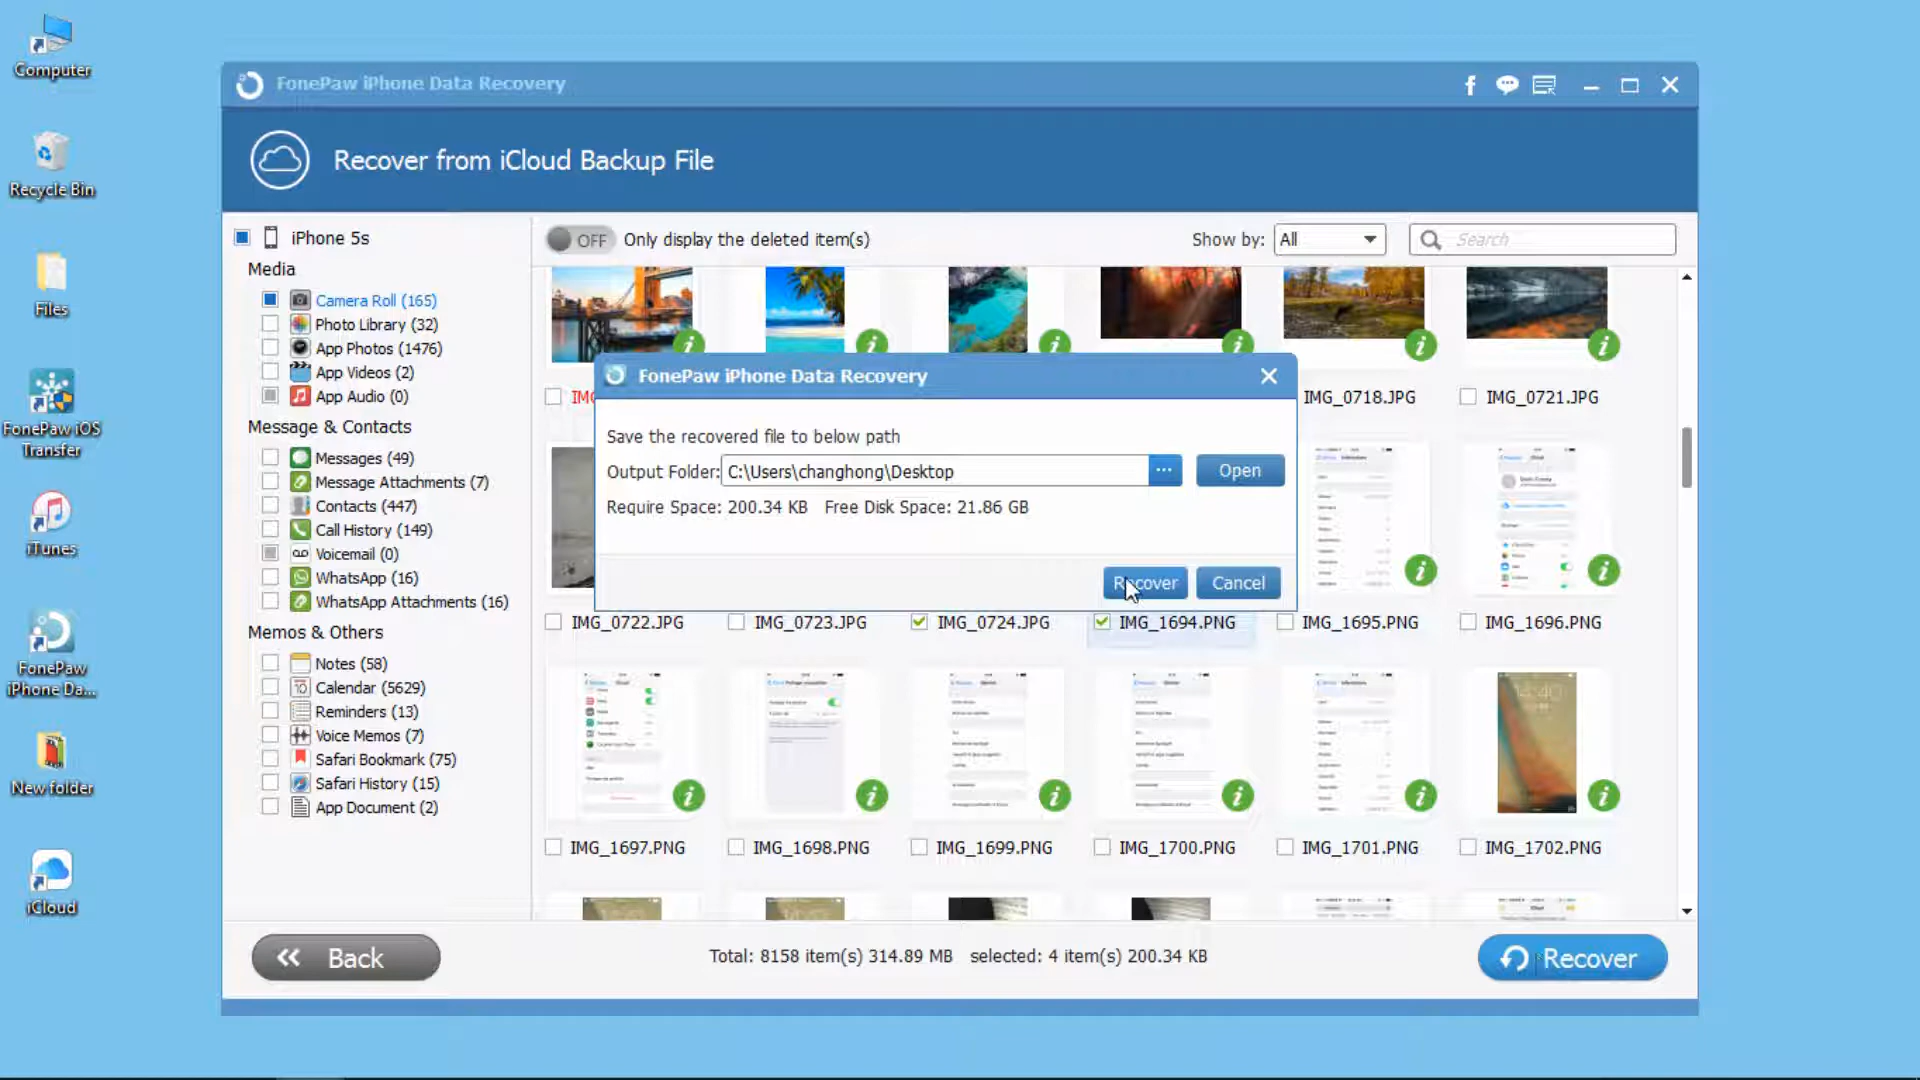 Computer
Recycle Bin
Files
FonePaw iOS
Transfer
iTunes
FonePaw
iPhone Da...
New folder
iCloud
FonePaw iPhone Data Recovery
Recover from iCloud Backup File
iPhone 5s
Media
Camera Roll (165)
Photo Library (32)
App Photos (1476)
App Videos (2)
App Audio (0)
Message & Contacts
Messages (49)
Message Attachments (7)
Contacts (447)
Call History (149)
Voicemail (0)
WhatsApp (16)
WhatsApp Attachments (16)
Memos & Others
Notes (58)
Calendar (5629)
Reminders (13)
Voice Memos (7)
Safari Bookmark (75)
Safari History (15)
App Document (2)
OFF Only display the deleted item(s)
Show by: All
Search
IMG_0718.JPG IMG_0721.JPG
FonePaw iPhone Data Recovery
Save the recovered file to below path
Output Folder: C:\Users\changhong\Desktop ... Open
Require Space: 200.34 KB Free Disk Space: 21.86 GB
Recover Cancel
IMG_0722.JPG IMG_0723.JPG IMG_0724.JPG IMG_1694.PNG IMG_1695.PNG IMG_1696.PNG
14:40
IMG_1697.PNG IMG_1698.PNG IMG_1699.PNG IMG_1700.PNG IMG_1701.PNG IMG_1702.PNG
Back
Total: 8158 item(s) 314.89 MB selected: 4 item(s) 200.34 KB
Recover